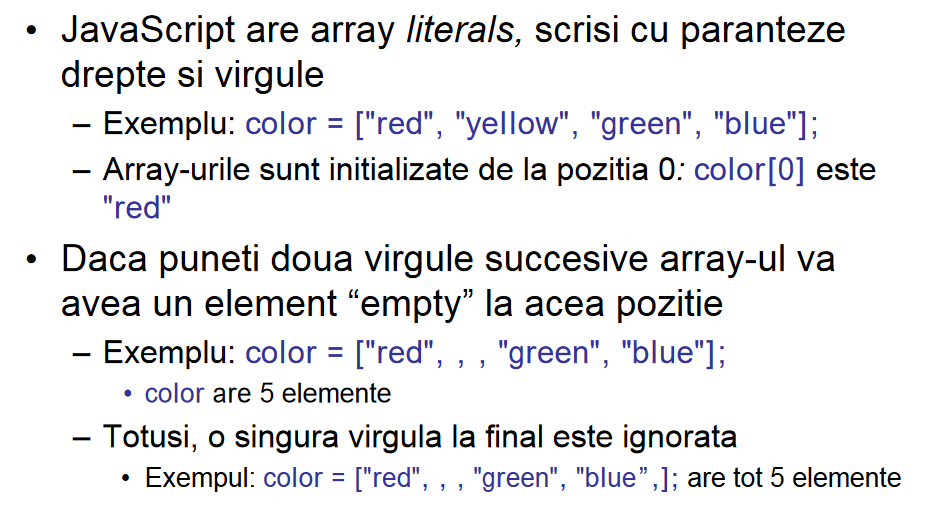 • JavaScript are array literals, scrisi cu paranteze
drepte si virgule
– Exemplu: color = ["red", "yellow", "green", "blue"];
– Array-urile sunt initializate de la pozitia 0: color[0] este
"red"
• Daca puneti doua virgule succesive array-ul va
avea un element “empty” la acea pozitie
– Exemplu: color = ["red", , , "green", "blue"];
• color are 5 elemente
– Totusi, o singura virgula la final este ignorata
• Exempul: color = ["red", , , "green", "blue”,]; are tot 5 elemente